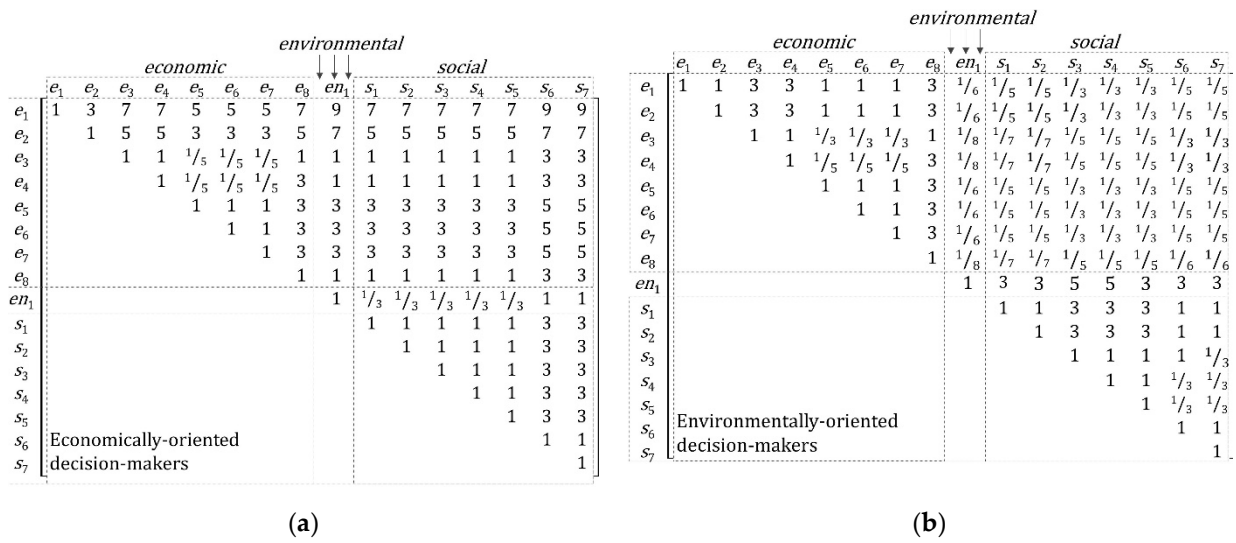 environmental
economic social
e₁ e₂ e₃ e₄ e₅ e₆ e₇ e₈ en₁ s₁ s₂ s₃ s₄ s₅ s₆ s₇
e₁ 1 3 7 7 5 5 5 7 9 7 7 7 7 7 9 9
e₂ 1 5 5 3 3 3 5 7 5 5 5 5 5 7 7
e₃ 1 1 1/5 1/5 1/5 1 1 1 1 1 1 1 3 3
e₄ 1 1/5 1/5 1/5 3 1 1 1 1 1 1 3 3
e₅ 1 1 1 3 3 3 3 3 3 3 5 5
e₆ 1 1 3 3 3 3 3 3 3 5 5
e₇ 1 3 3 3 3 3 3 3 5 5
e₈ 1 1 1 1 1 1 1 3 3
en₁ 1 1/3 1/3 1/3 1/3 1/3 1 1
s₁ 1 1 1 1 1 3 3
s₂ 1 1 1 1 3 3
s₃ 1 1 1 3 3
s₄ 1 1 3 3
s₅ 1 3 3
s₆ 1 1
s₇ 1
Economically-oriented
decision-makers
(a)
environmental
economic social
e₁ e₂ e₃ e₄ e₅ e₆ e₇ e₈ en₁ s₁ s₂ s₃ s₄ s₅ s₆ s₇
e₁ 1 1 3 3 1 1 1 3 1/6 1/5 1/5 1/3 1/3 1/3 1/5 1/5
e₂ 1 3 3 1 1 1 3 1/6 1/5 1/5 1/3 1/3 1/3 1/5 1/5
e₃ 1 1 1/3 1/3 1/3 1 1/8 1/7 1/7 1/5 1/5 1/5 1/3 1/3
e₄ 1 1/5 1/5 1/5 3 1/8 1/7 1/7 1/5 1/5 1/5 1/3 1/3
e₅ 1 1 1 3 1/6 1/5 1/5 1/3 1/3 1/3 1/5 1/5
e₆ 1 1 3 1/6 1/5 1/5 1/3 1/3 1/3 1/5 1/5
e₇ 1 3 1/6 1/5 1/5 1/3 1/3 1/3 1/5 1/5
e₈ 1 1/8 1/7 1/7 1/5 1/5 1/5 1/6 1/6
en₁ 1 3 3 5 5 3 3 3
s₁ 1 1 3 3 3 1 1
s₂ 1 3 3 3 1 1
s₃ 1 1 1 1 1/3
s₄ 1 1 1/3 1/3
s₅ 1 1/3 1/3
s₆ 1 1
s₇ 1
Environmentally-oriented
decision-makers
(b)